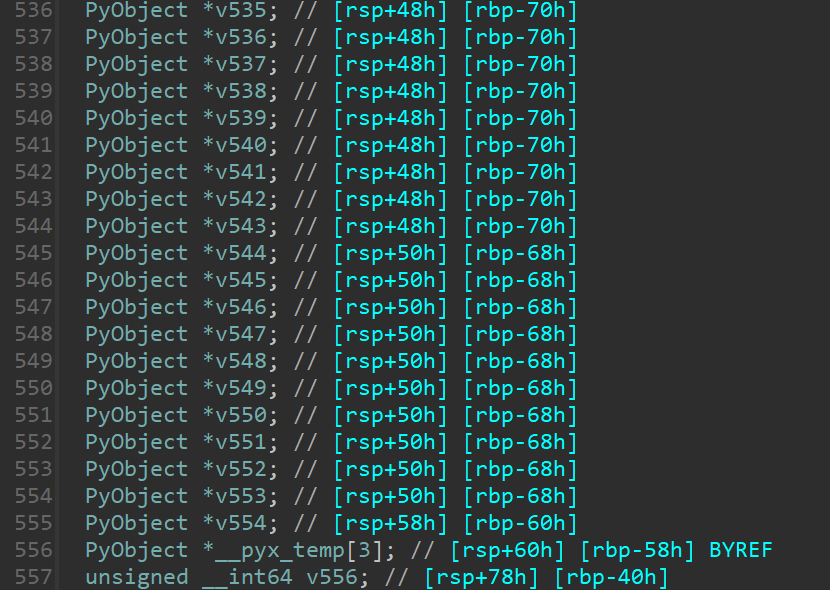 536 PyObject *v535; // [rsp+48h] [rbp-70h]
537 PyObject *v536; // [rsp+48h] [rbp-70h]
538 PyObject *v537; // [rsp+48h] [rbp-70h]
539 PyObject *v538; // [rsp+48h] [rbp-70h]
540 PyObject *v539; // [rsp+48h] [rbp-70h]
541 PyObject *v540; // [rsp+48h] [rbp-70h]
542 PyObject *v541; // [rsp+48h] [rbp-70h]
543 PyObject *v542; // [rsp+48h] [rbp-70h]
544 PyObject *v543; // [rsp+48h] [rbp-70h]
545 PyObject *v544; // [rsp+50h] [rbp-68h]
546 PyObject *v545; // [rsp+50h] [rbp-68h]
547 PyObject *v546; // [rsp+50h] [rbp-68h]
548 PyObject *v547; // [rsp+50h] [rbp-68h]
549 PyObject *v548; // [rsp+50h] [rbp-68h]
550 PyObject *v549; // [rsp+50h] [rbp-68h]
551 PyObject *v550; // [rsp+50h] [rbp-68h]
552 PyObject *v551; // [rsp+50h] [rbp-68h]
553 PyObject *v552; // [rsp+50h] [rbp-68h]
554 PyObject *v553; // [rsp+50h] [rbp-68h]
555 PyObject *v554; // [rsp+58h] [rbp-60h]
556 PyObject *__pyx_temp[3]; // [rsp+60h] [rbp-58h] BYREF
557 unsigned __int64 v556; // [rsp+78h] [rbp-40h]